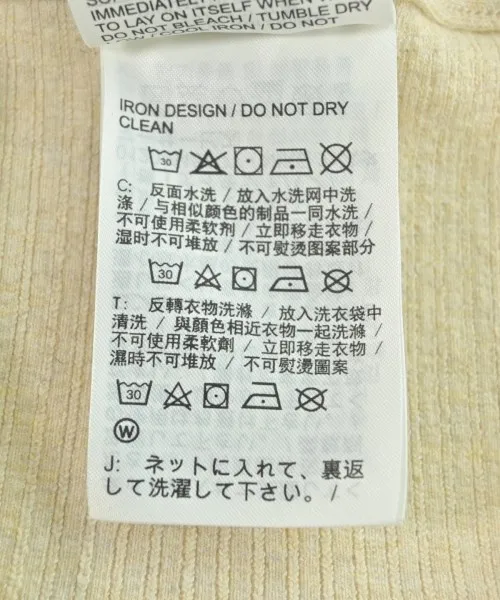 IMMEDIATELY
TO LAY ON ITSELF WHEN
DO NOT BLEACH / TUMBLE DRY
IRON DESIGN / DO NOT DRY
CLEAN
30
C: 反面水洗 / 放入水洗网中洗
涤 / 与相似颜色的制品一同水洗 /
不可使用柔软剂 / 立即移走衣物 /
湿时不可堆放 / 不可熨烫图案部分
30
T: 反轉衣物洗滌 / 放入洗衣袋中
清洗 / 與顏色相近衣物一起洗滌 /
不可使用柔軟劑 / 立即移走衣物 /
濕時不可堆放 / 不可熨燙圖案
30
W
J: ネットに入れて、裏返
して洗濯して下さい。 /